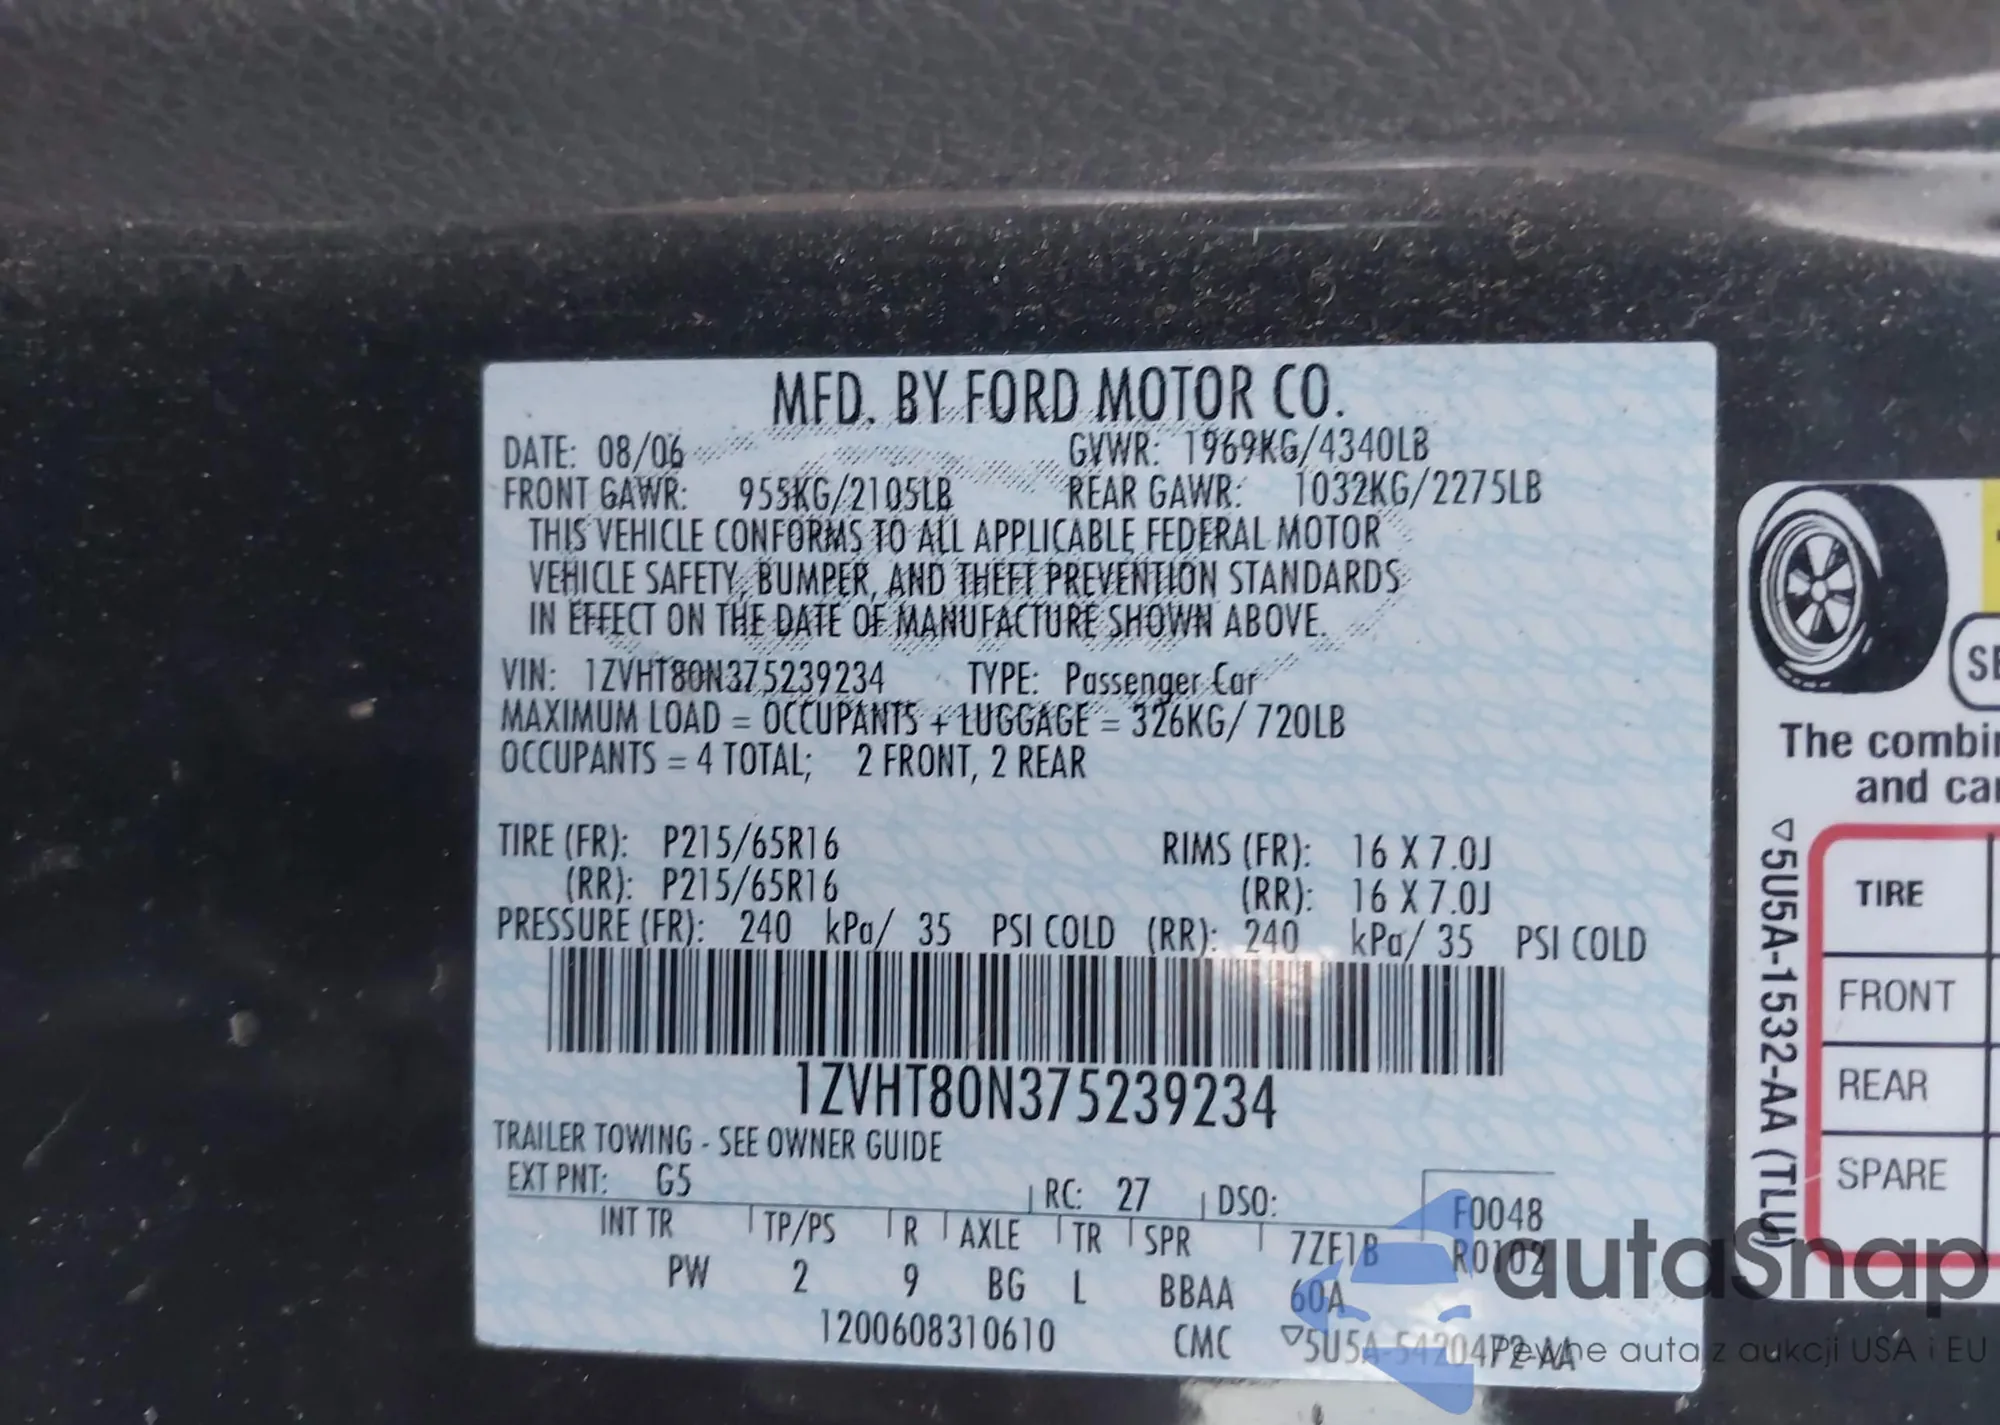 MFD. BY FORD MOTOR CO.
DATE: 08/06 GVWR: 1969KG/4340LB
FRONT GAWR: 955KG/2105LB REAR GAWR: 1032KG/2275LB
THIS VEHICLE CONFORMS TO ALL APPLICABLE FEDERAL MOTOR
VEHICLE SAFETY, BUMPER, AND THEFT PREVENTION STANDARDS
IN EFFECT ON THE DATE OF MANUFACTURE SHOWN ABOVE.
VIN: 1ZVHT80N375239234 TYPE: Passenger Car
MAXIMUM LOAD = OCCUPANTS + LUGGAGE = 326KG/ 720LB
OCCUPANTS = 4 TOTAL; 2 FRONT, 2 REAR
TIRE (FR): P215/65R16 RIMS (FR): 16 X 7.0J
(RR): P215/65R16 (RR): 16 X 7.0J
PRESSURE (FR): 240 kPa/ 35 PSI COLD (RR): 240 kPa/ 35 PSI COLD
1ZVHT80N375239234
TRAILER TOWING - SEE OWNER GUIDE
EXT PNT: G5 RC: 27 DSO: F0048
INT TR TP/PS R AXLE TR SPR 7ZF1B R0102
PW 2 9 BG L BBAA 60A
1200608310610 CMC ▽5U5A-5420472-AA
SE
The combin
and car
▽5U5A-1532-AA (TLU)
TIRE
FRONT
REAR
SPARE
autaSnap
Pewne auta z aukcji USA i EU